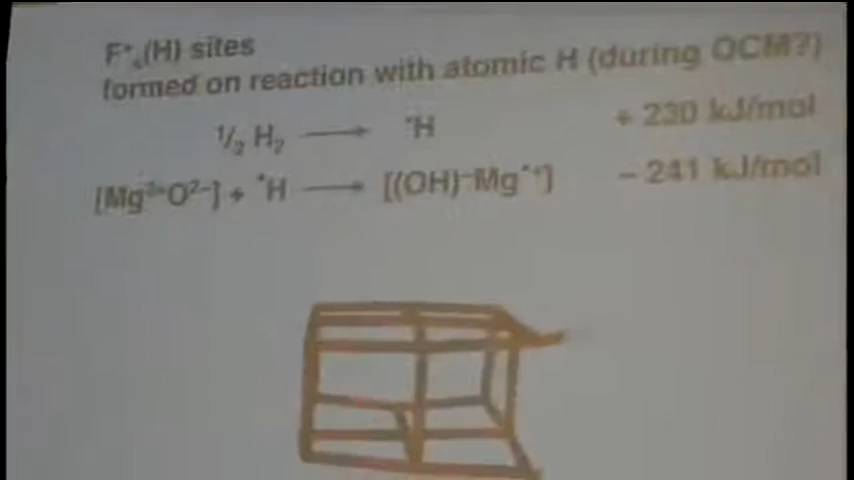 F⁺ₛ(H) sites
formed on reaction with atomic H (during OCM?)
½ H₂ ⟶ •H + 230 kJ/mol
[Mg²⁺O²⁻] + •H ⟶ [(OH)⁻Mg•⁺] − 241 kJ/mol